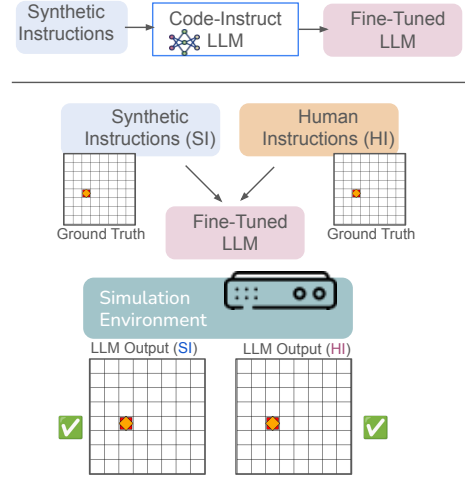 Synthetic
Instructions
Code-Instruct
LLM
Fine-Tuned
LLM
Synthetic
Instructions (SI)
Human
Instructions (HI)
Ground Truth
Ground Truth
Fine-Tuned
LLM
Simulation
Environment
LLM Output (SI)
LLM Output (HI)